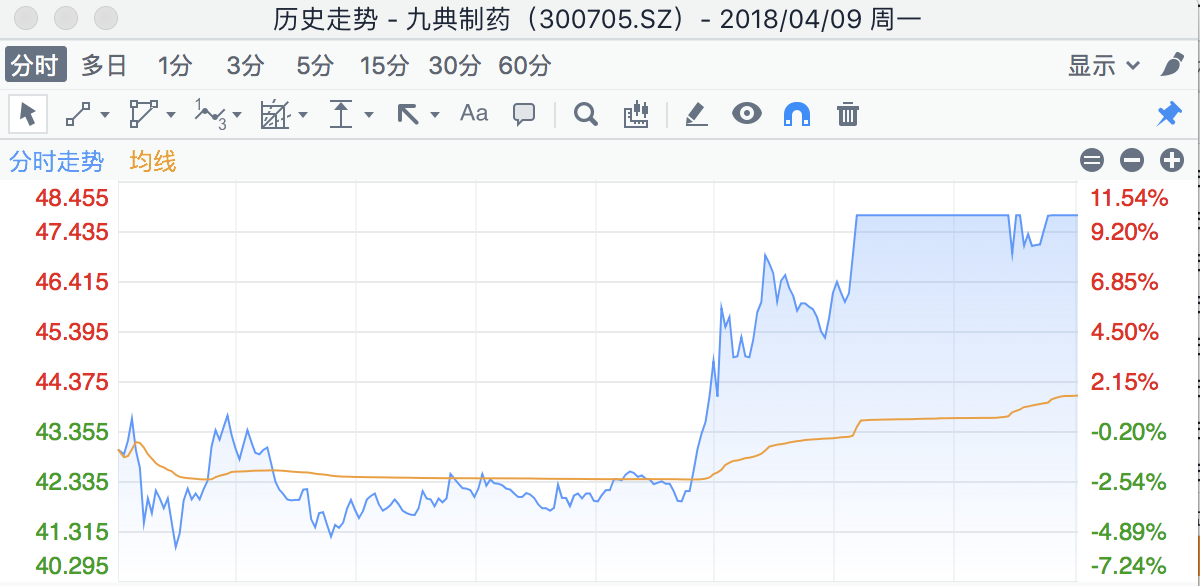 历史走势 - 九典制药（300705.SZ） - 2018/04/09 周一
分时 多日 1分 3分 5分 15分 30分 60分 显示
1 3 Aa
分时走势 均线
48.455 11.54%
47.435 9.20%
46.415 6.85%
45.395 4.50%
44.375 2.15%
43.355 -0.20%
42.335 -2.54%
41.315 -4.89%
40.295 -7.24%